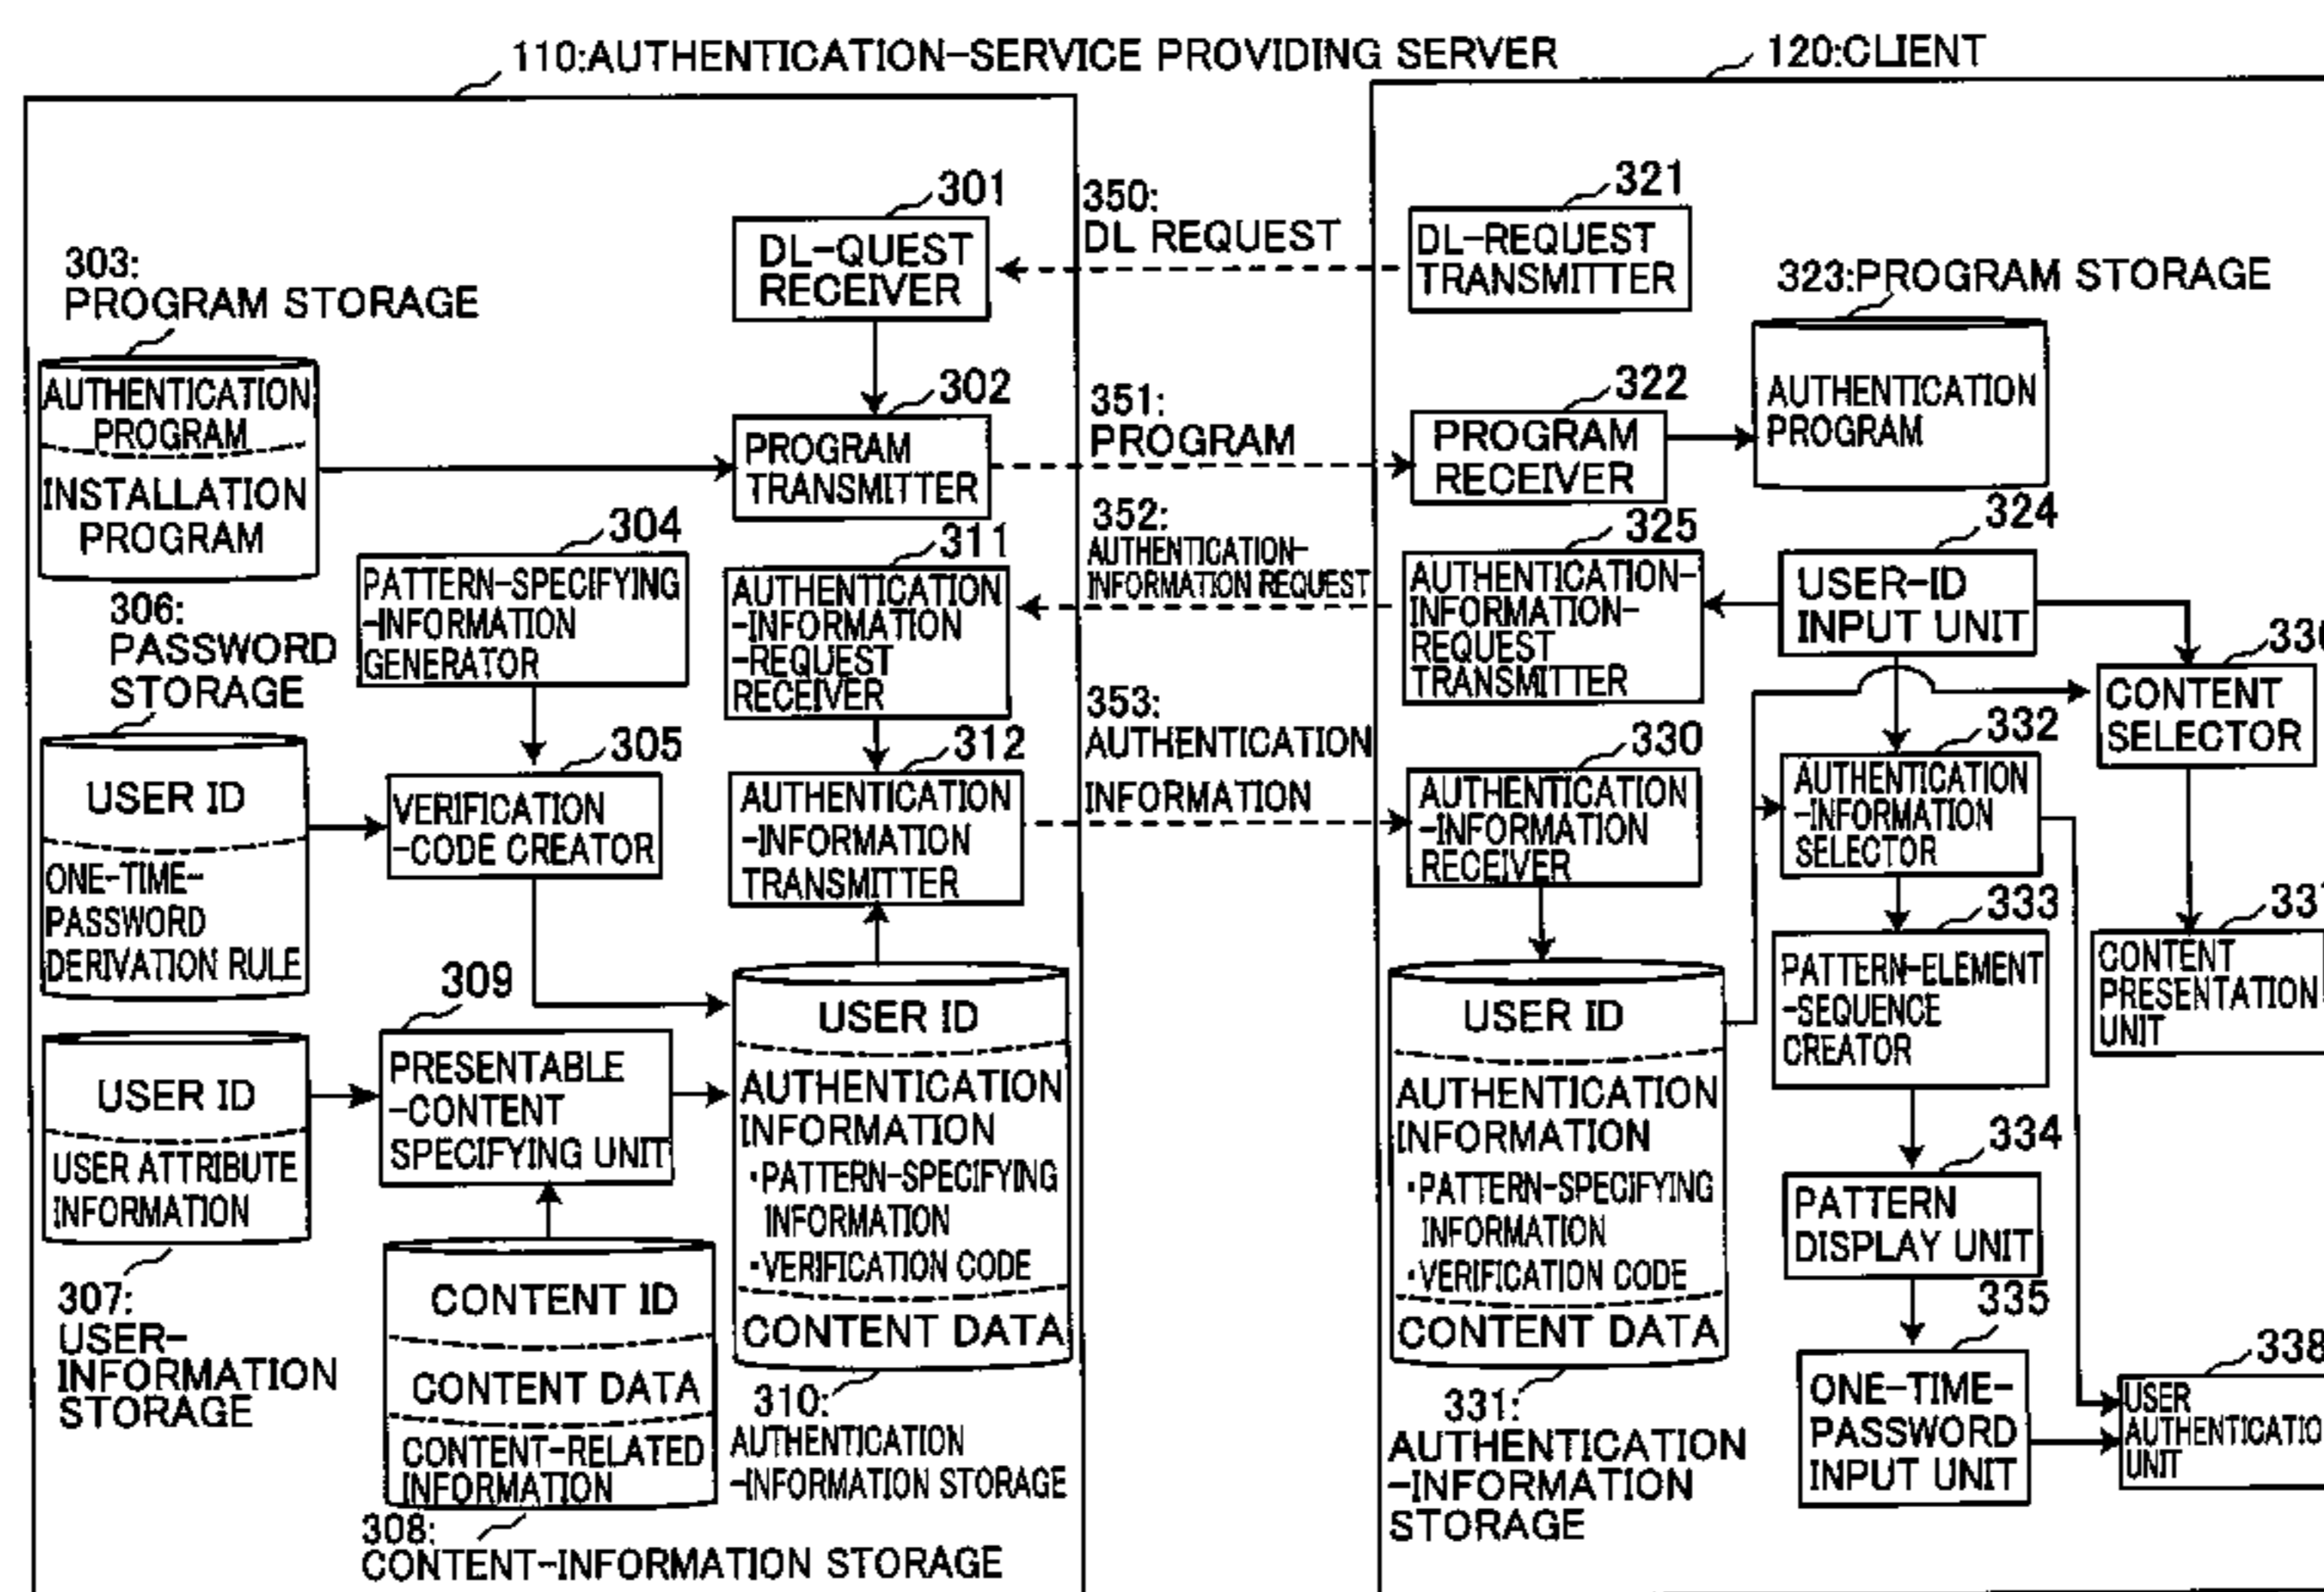 110:AUTHENTICATION-SERVICE PROVIDING SERVER
120:CLIENT
301
DL-QUEST
RECEIVER
350:
DL REQUEST
321
DL-REQUEST
TRANSMITTER
303:
PROGRAM STORAGE
323:PROGRAM STORAGE
AUTHENTICATION
PROGRAM
INSTALLATION
PROGRAM
302
PROGRAM
TRANSMITTER
351:
PROGRAM
322
PROGRAM
RECEIVER
AUTHENTICATION
PROGRAM
304
PATTERN-SPECIFYING
-INFORMATION
GENERATOR
311
AUTHENTICATION
-INFORMATION
-REQUEST
RECEIVER
352:
AUTHENTICATION-
INFORMATION REQUEST
325
AUTHENTICATION-
INFORMATION-
REQUEST
TRANSMITTER
324
USER-ID
INPUT UNIT
306:
PASSWORD
STORAGE
USER ID
ONE-TIME-
PASSWORD
DERIVATION RULE
305
VERIFICATION
-CODE CREATOR
312
AUTHENTICATION
-INFORMATION
TRANSMITTER
353:
AUTHENTICATION
INFORMATION
330
AUTHENTICATION
-INFORMATION
RECEIVER
332
AUTHENTICATION
-INFORMATION
SELECTOR
CONTENT
SELECTOR
333
PATTERN-ELEMENT
-SEQUENCE
CREATOR
CONTENT
PRESENTATION
UNIT
309
PRESENTABLE
-CONTENT
SPECIFYING UNIT
USER ID
USER ATTRIBUTE
INFORMATION
307:
USER-
INFORMATION
STORAGE
CONTENT ID
CONTENT DATA
CONTENT-RELATED
INFORMATION
308:
CONTENT-INFORMATION STORAGE
USER ID
AUTHENTICATION
INFORMATION
･PATTERN-SPECIFYING
INFORMATION
･VERIFICATION CODE
CONTENT DATA
310:
AUTHENTICATION
-INFORMATION STORAGE
USER ID
AUTHENTICATION
INFORMATION
･PATTERN-SPECIFYING
INFORMATION
･VERIFICATION CODE
CONTENT DATA
331:
AUTHENTICATION
-INFORMATION
STORAGE
334
PATTERN
DISPLAY UNIT
335
ONE-TIME-
PASSWORD
INPUT UNIT
338
USER
AUTHENTICATIO
UNIT